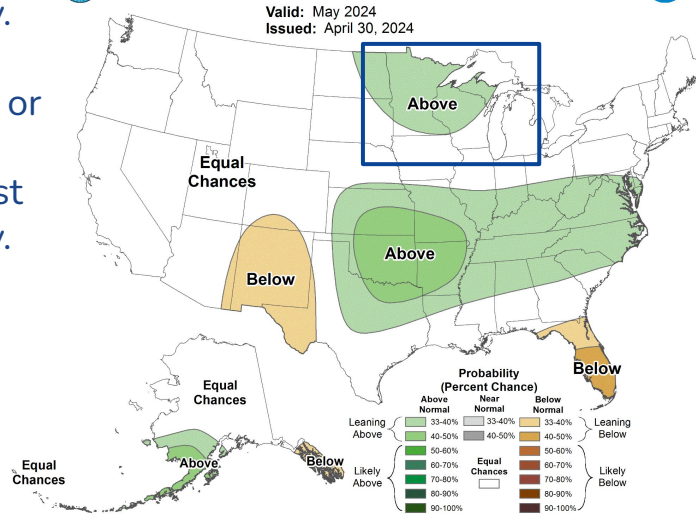 y.
or
st
y.
Valid: May 2024
Issued: April 30, 2024
Above
Equal
Chances
Above
Below
Below
Equal
Chances
Above
Below
Equal
Chances
Probability
(Percent Chance)
Above
Normal
Near
Normal
Below
Normal
Leaning
Above
33-40% 33-40% 33-40%
40-50% 40-50% 40-50%
Leaning
Below
Likely
Above
50-60% 50-60%
60-70% 60-70%
70-80% 70-80%
80-90% 80-90%
90-100% 90-100%
Equal
Chances
Likely
Below